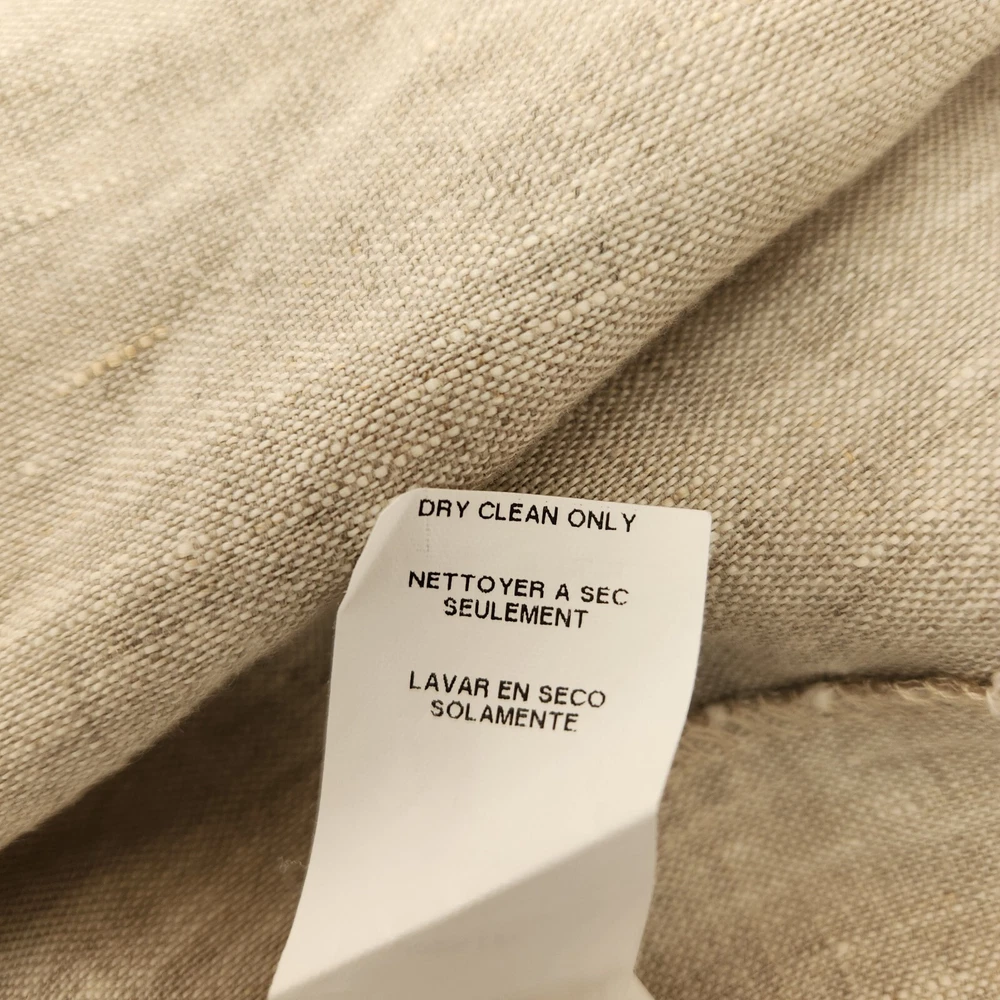 DRY CLEAN ONLY
NETTOYER A SEC
SEULEMENT
LAVAR EN SECO
SOLAMENTE